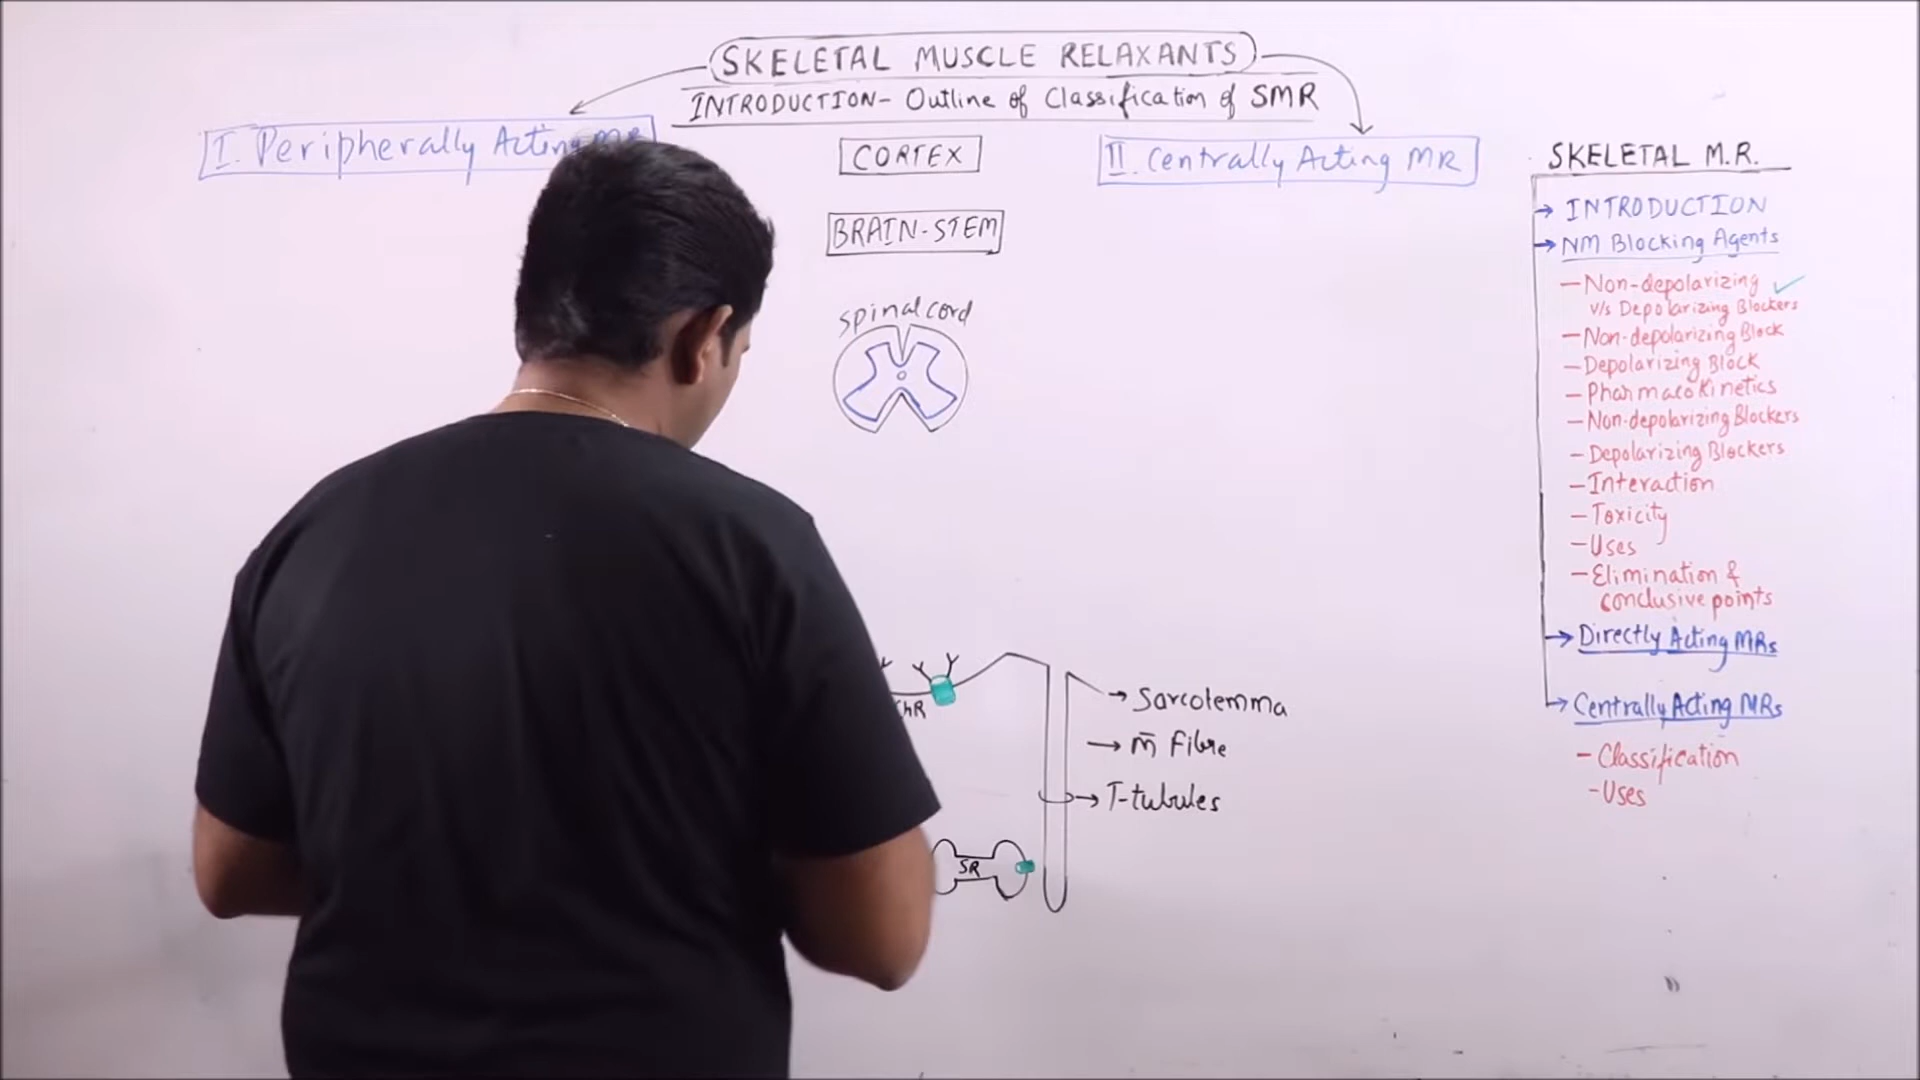 SKELETAL MUSCLE RELAXANTS
INTRODUCTION- Outline of Classification of SMR
I. Peripherally Acting
CORTEX
BRAIN-STEM
spinal cord
II. Centrally Acting MR
ChR
→ Sarcolemma
→ m̄ Fibre
→ T-tubules
SR
SKELETAL M.R.
→ INTRODUCTION
→ NM Blocking Agents
- Non-depolarizing ✓
v/s Depolarizing Blockers
- Non-depolarizing Block
- Depolarizing Block
- Pharmacokinetics
- Non-depolarizing Blockers
- Depolarizing Blockers
- Interaction
- Toxicity
- Uses
- Elimination &
conclusive points
→ Directly Acting MRs
→ Centrally Acting MRs
- Classification
- Uses